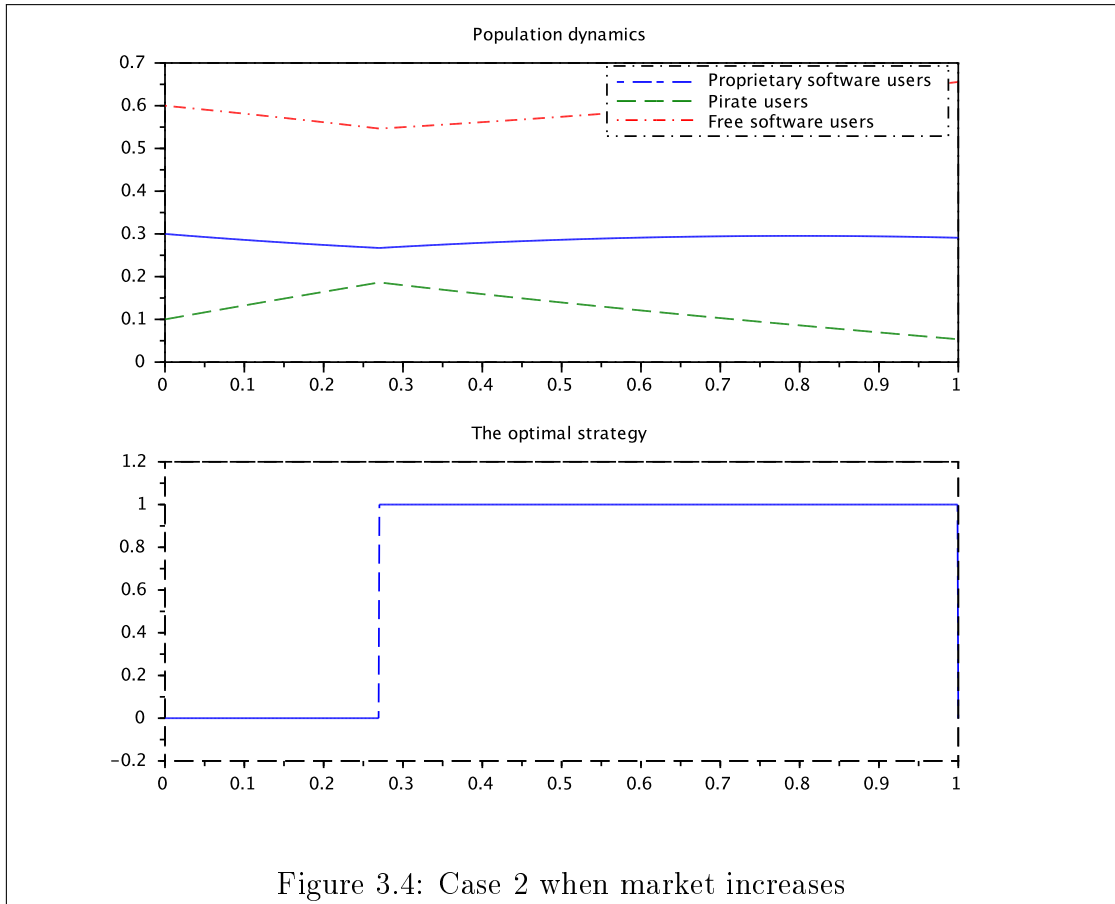 Population dynamics
0.7
0.6
0.5
0.4
0.3
0.2
0.1
0
Proprietary software users
Pirate users
Free software users
0 0.1 0.2 0.3 0.4 0.5 0.6 0.7 0.8 0.9 1
The optimal strategy
1.2
1
0.8
0.6
0.4
0.2
0
−0.2
0 0.1 0.2 0.3 0.4 0.5 0.6 0.7 0.8 0.9 1
Figure 3.4: Case 2 when market increases